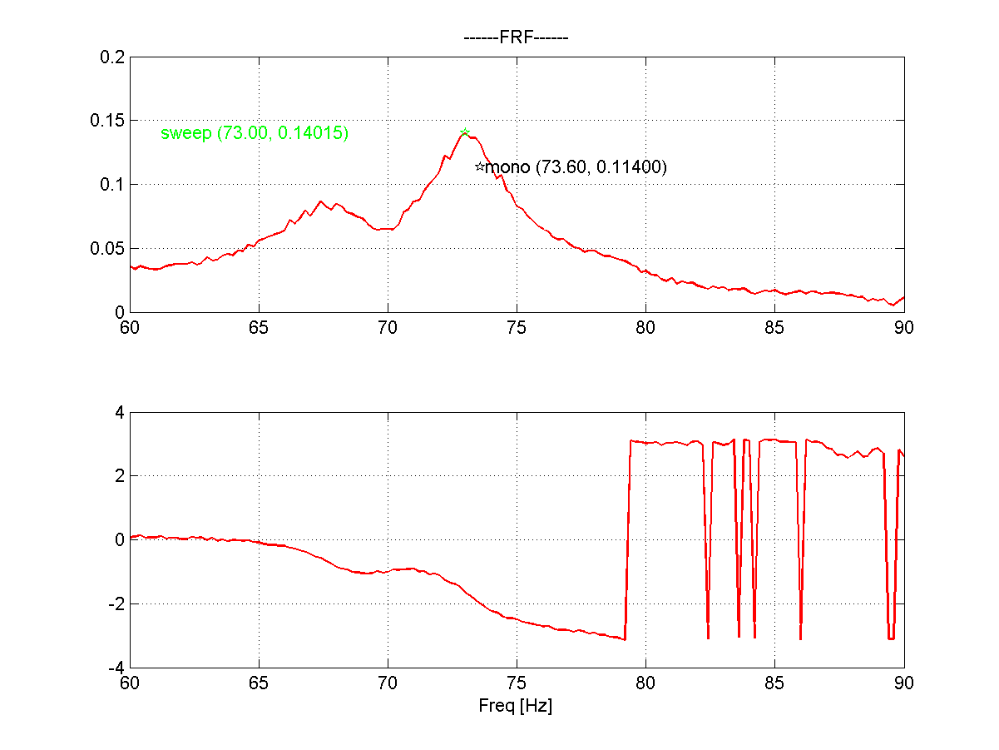 ------FRF------
0.2
0.15
sweep (73.00, 0.14015)
mono (73.60, 0.11400)
0.1
0.05
0
60 65 70 75 80 85 90
4
2
0
-2
-4
60 65 70 75 80 85 90
Freq [Hz]